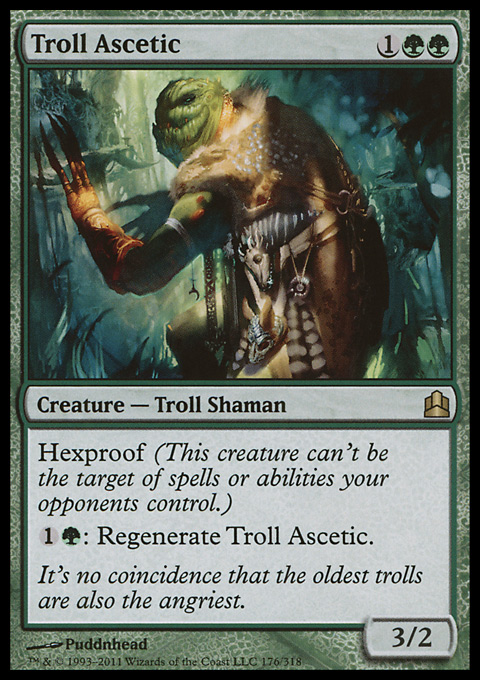 Troll Ascetic 1
Creature — Troll Shaman
Hexproof (This creature can't be
the target of spells or abilities your
opponents control.)
1 : Regenerate Troll Ascetic.
It's no coincidence that the oldest trolls
are also the angriest.
Puddnhead
3/2
™ & © 1993–2011 Wizards of the Coast LLC 176/318